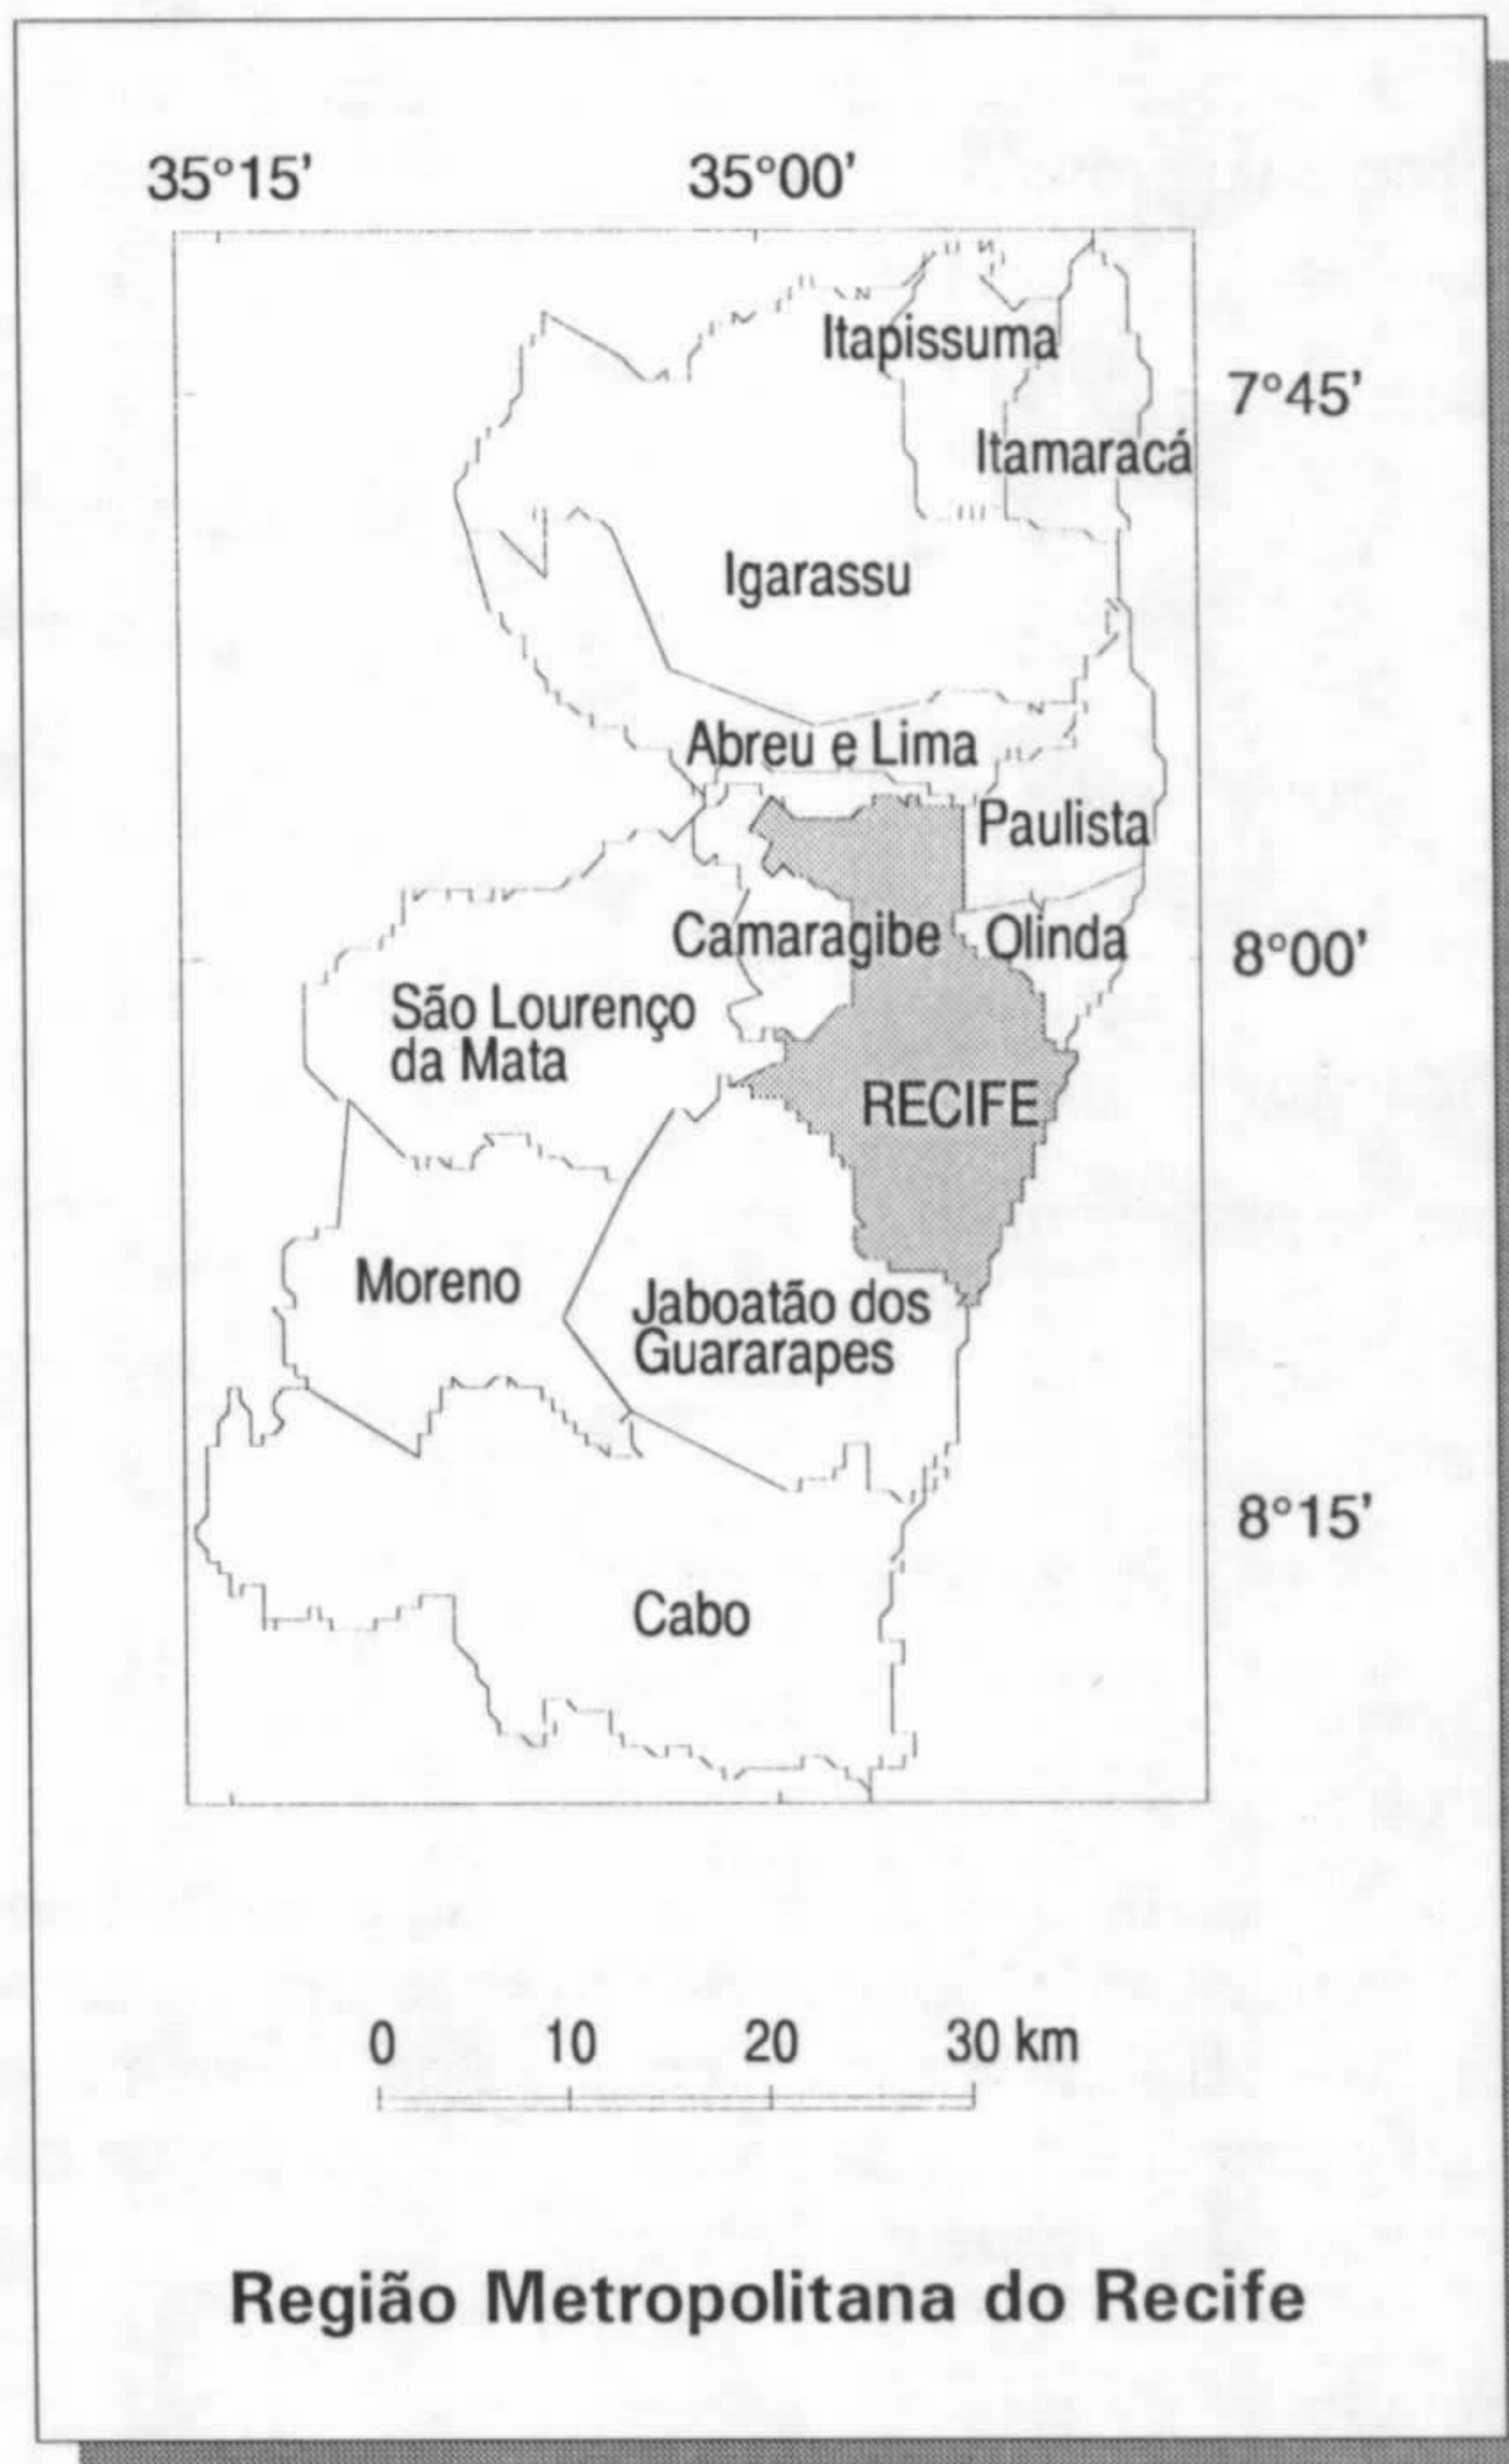 35°15'
35°00'
Itapissuma
7°45'
Itamaracá
Igarassu
Abreu e Lima
Paulista
Camaragibe
Olinda
8°00'
São Lourenço
da Mata
RECIFE
Moreno
Jaboatão dos
Guararapes
8°15'
Cabo
0 10 20 30 km
Região Metropolitana do Recife